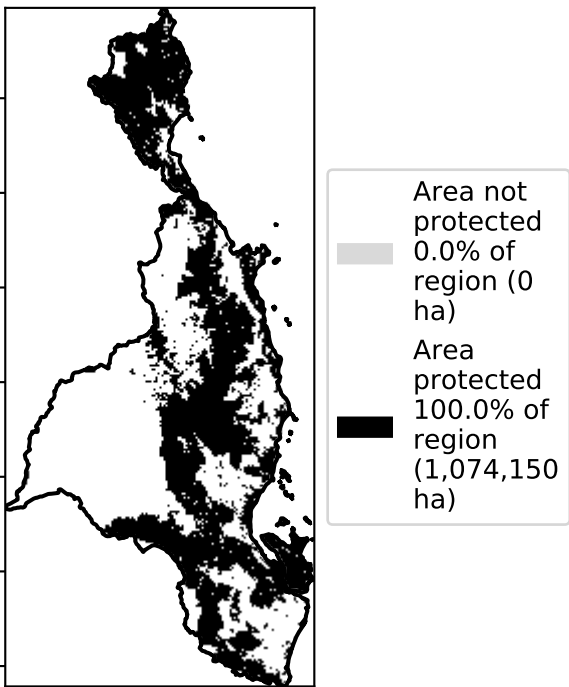 Area not
protected
0.0% of
region (0
ha)
Area
protected
100.0% of
region
(1,074,150
ha)